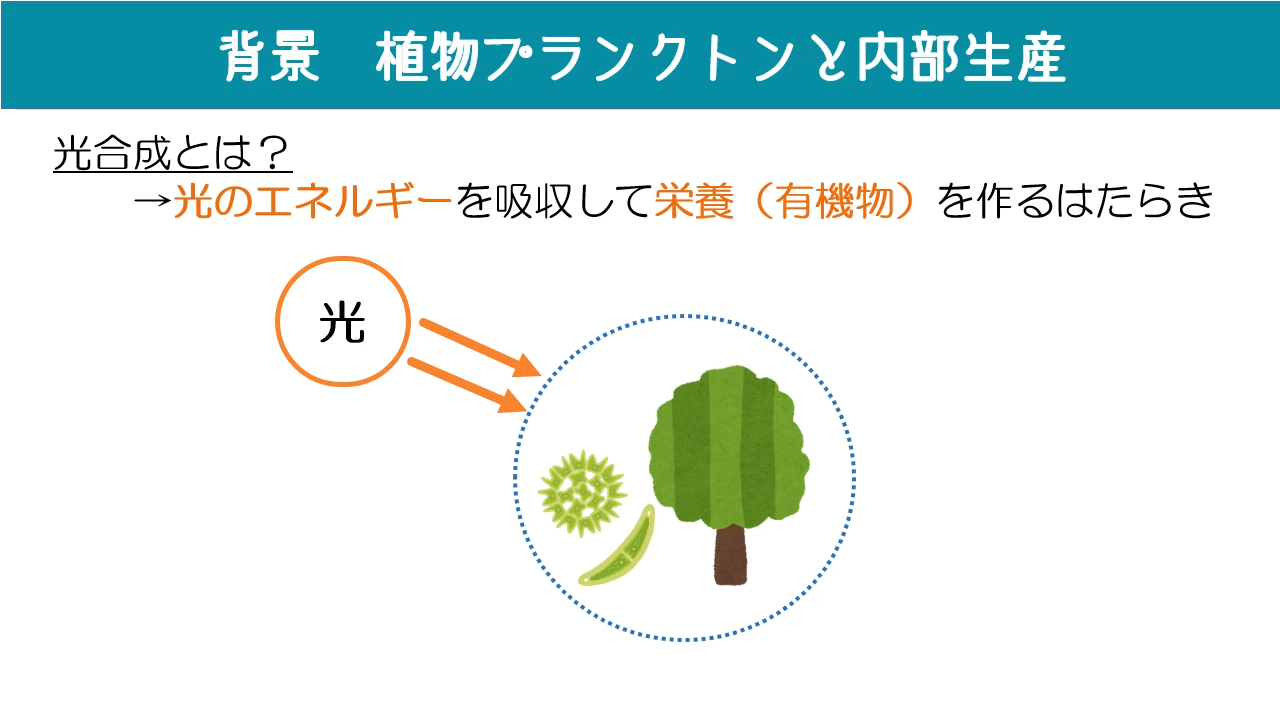 背景　植物プランクトンと内部生産
光合成とは？
→光のエネルギーを吸収して栄養（有機物）を作るはたらき
光